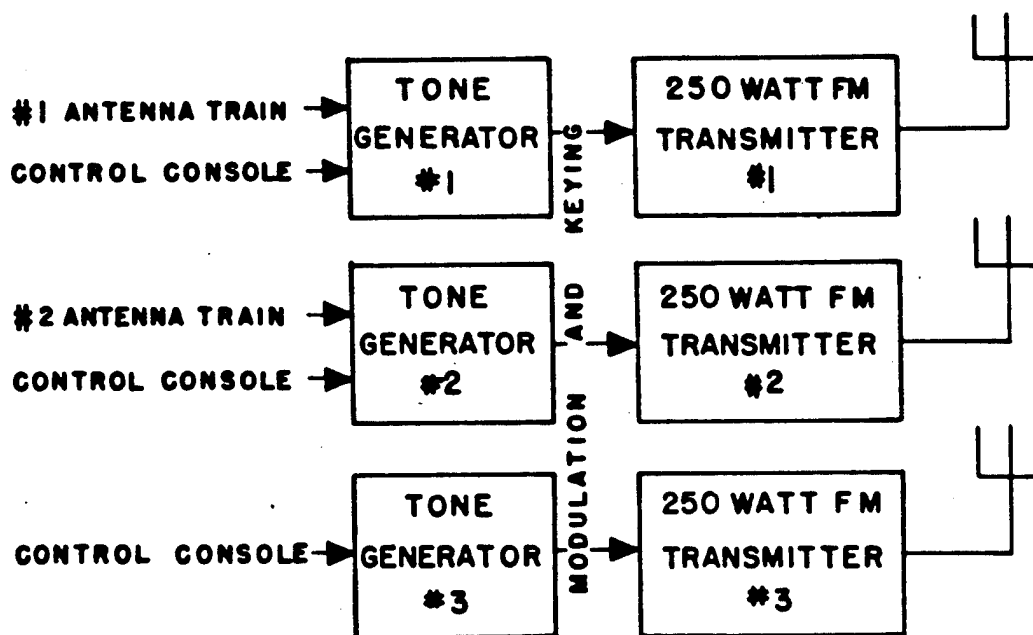 #1 ANTENNA TRAIN
CONTROL CONSOLE
TONE
GENERATOR
#1
250 WATT FM
TRANSMITTER
#1
#2 ANTENNA TRAIN
CONTROL CONSOLE
TONE
GENERATOR
#2
250 WATT FM
TRANSMITTER
#2
CONTROL CONSOLE
TONE
GENERATOR
#3
250 WATT FM
TRANSMITTER
#3
MODULATION AND KEYING